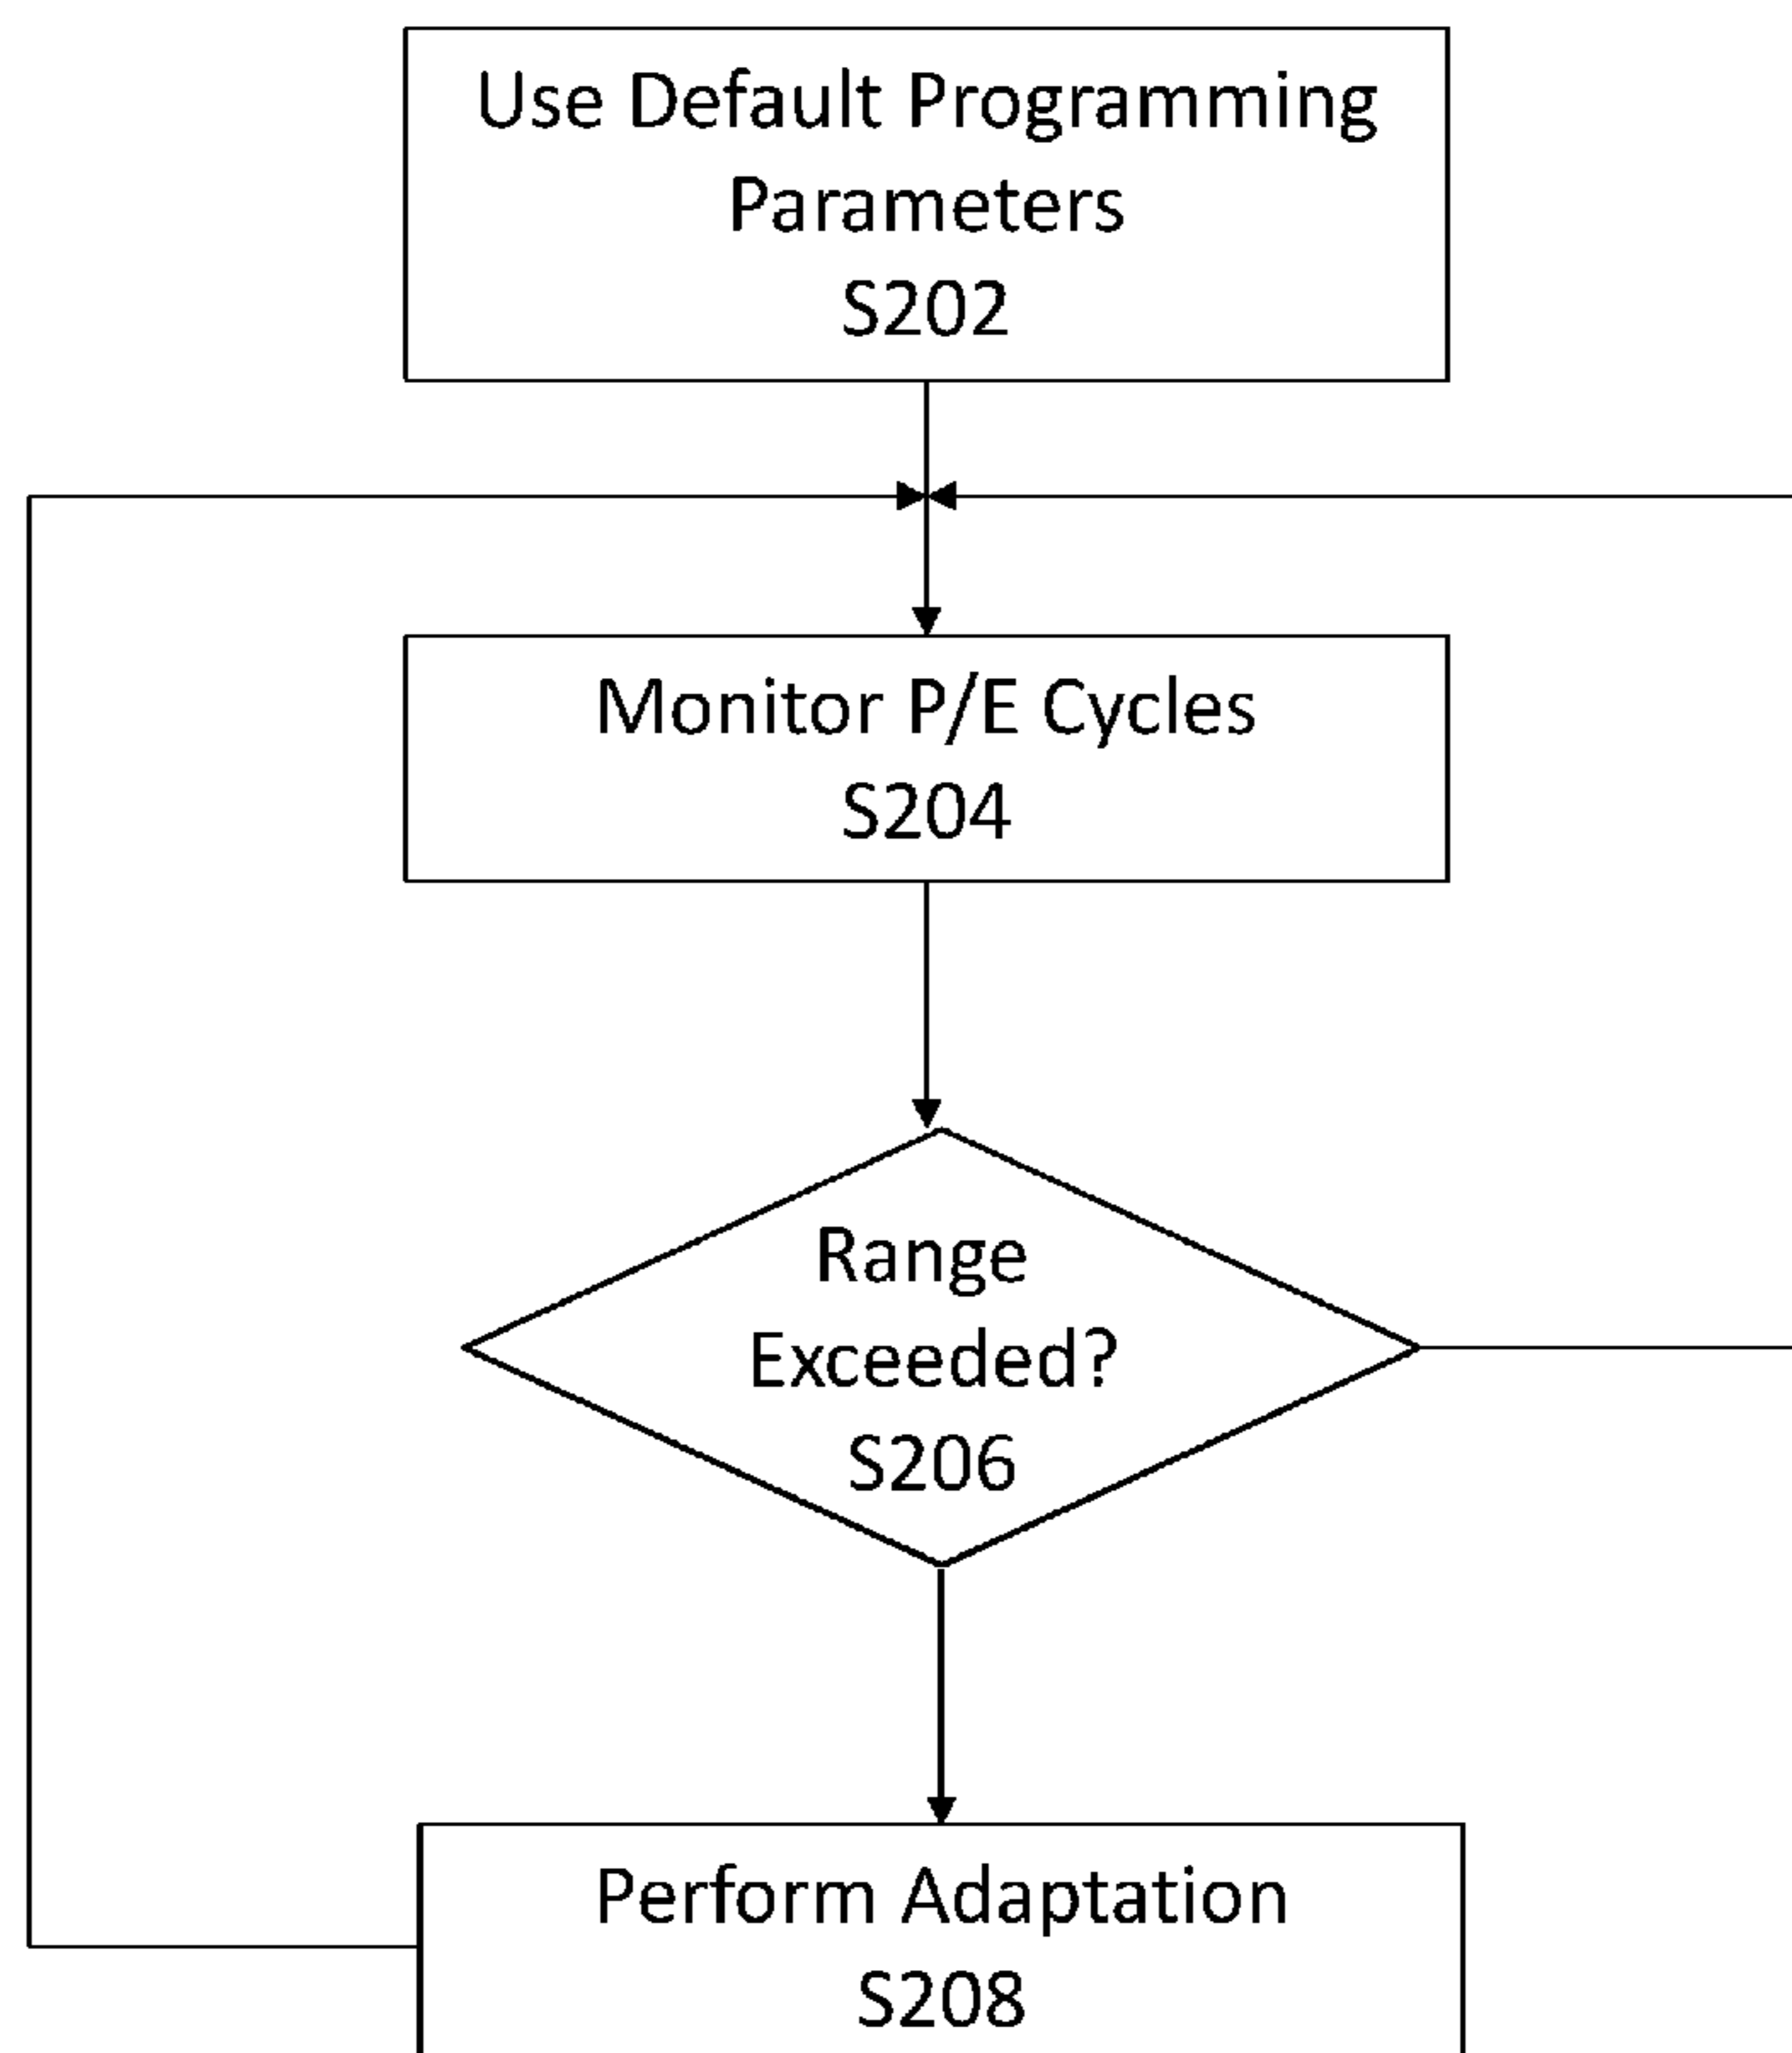 Use Default Programming
Parameters
S202
Monitor P/E Cycles
S204
Range
Exceeded?
S206
Perform Adaptation
S208